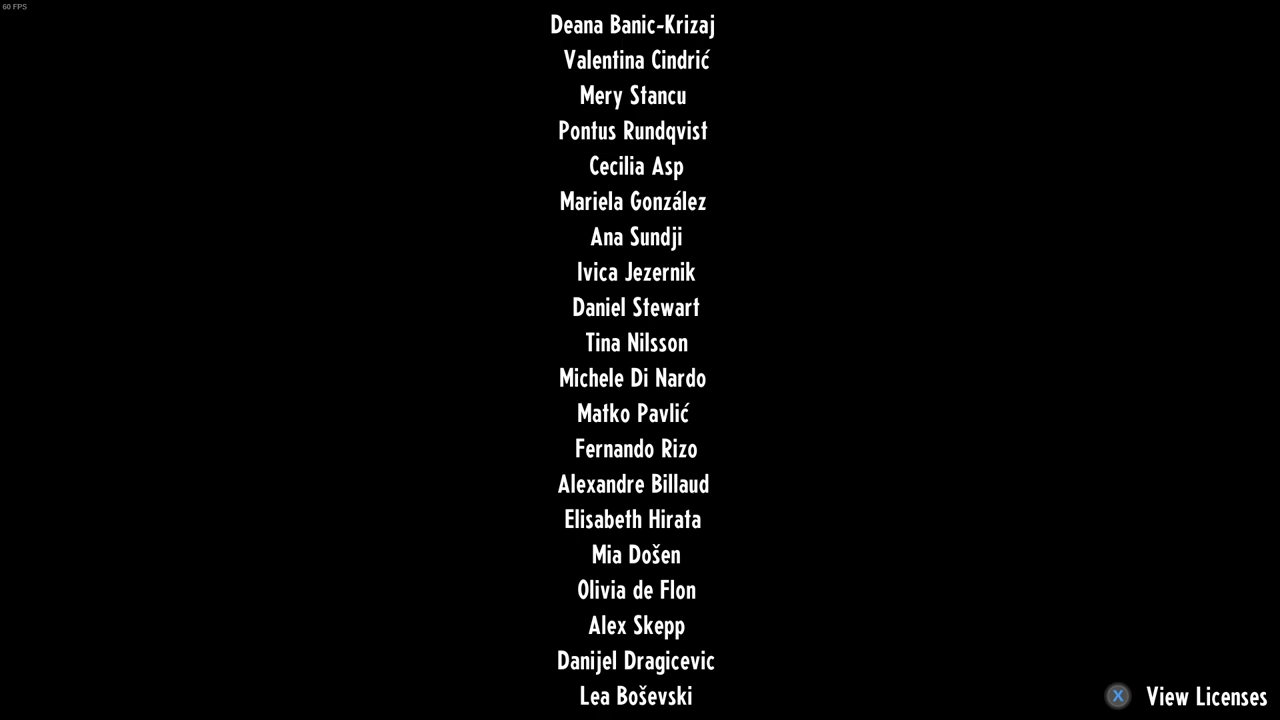 60 FPS
Deana Banic-Krizaj
Valentina Cindrić
Mery Stancu
Pontus Rundqvist
Cecilia Asp
Mariela González
Ana Sundji
Ivica Jezernik
Daniel Stewart
Tina Nilsson
Michele Di Nardo
Matko Pavlić
Fernando Rizo
Alexandre Billaud
Elisabeth Hirata
Mia Došen
Olivia de Flon
Alex Skepp
Danijel Dragicevic
Lea Boševski
X View Licenses